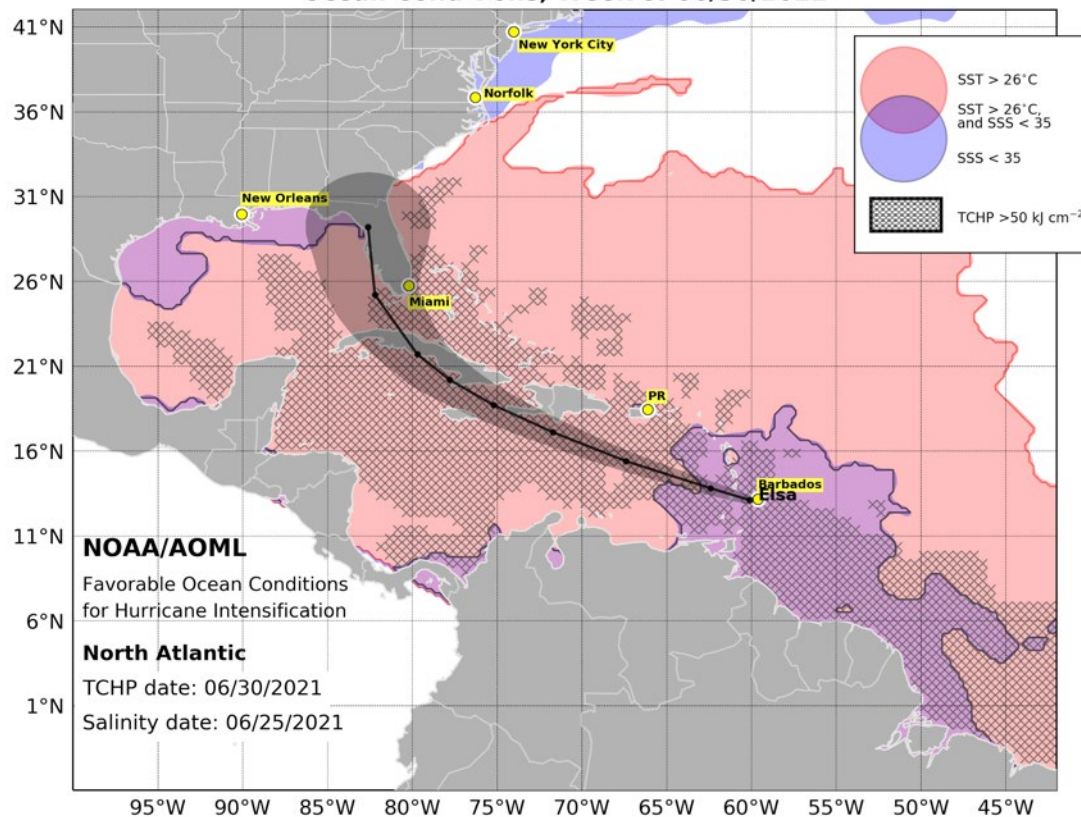 41°N
36°N
31°N
26°N
21°N
16°N
11°N
6°N
1°N
New York City
Norfolk
New Orleans
Miami
PR
Barbados
Elsa
SST > 26°C
SST > 26°C,
and SSS < 35
SSS < 35
TCHP >50 kJ cm⁻²
NOAA/AOML
Favorable Ocean Conditions
for Hurricane Intensification
North Atlantic
TCHP date: 06/30/2021
Salinity date: 06/25/2021
95°W 90°W 85°W 80°W 75°W 70°W 65°W 60°W 55°W 50°W 45°W